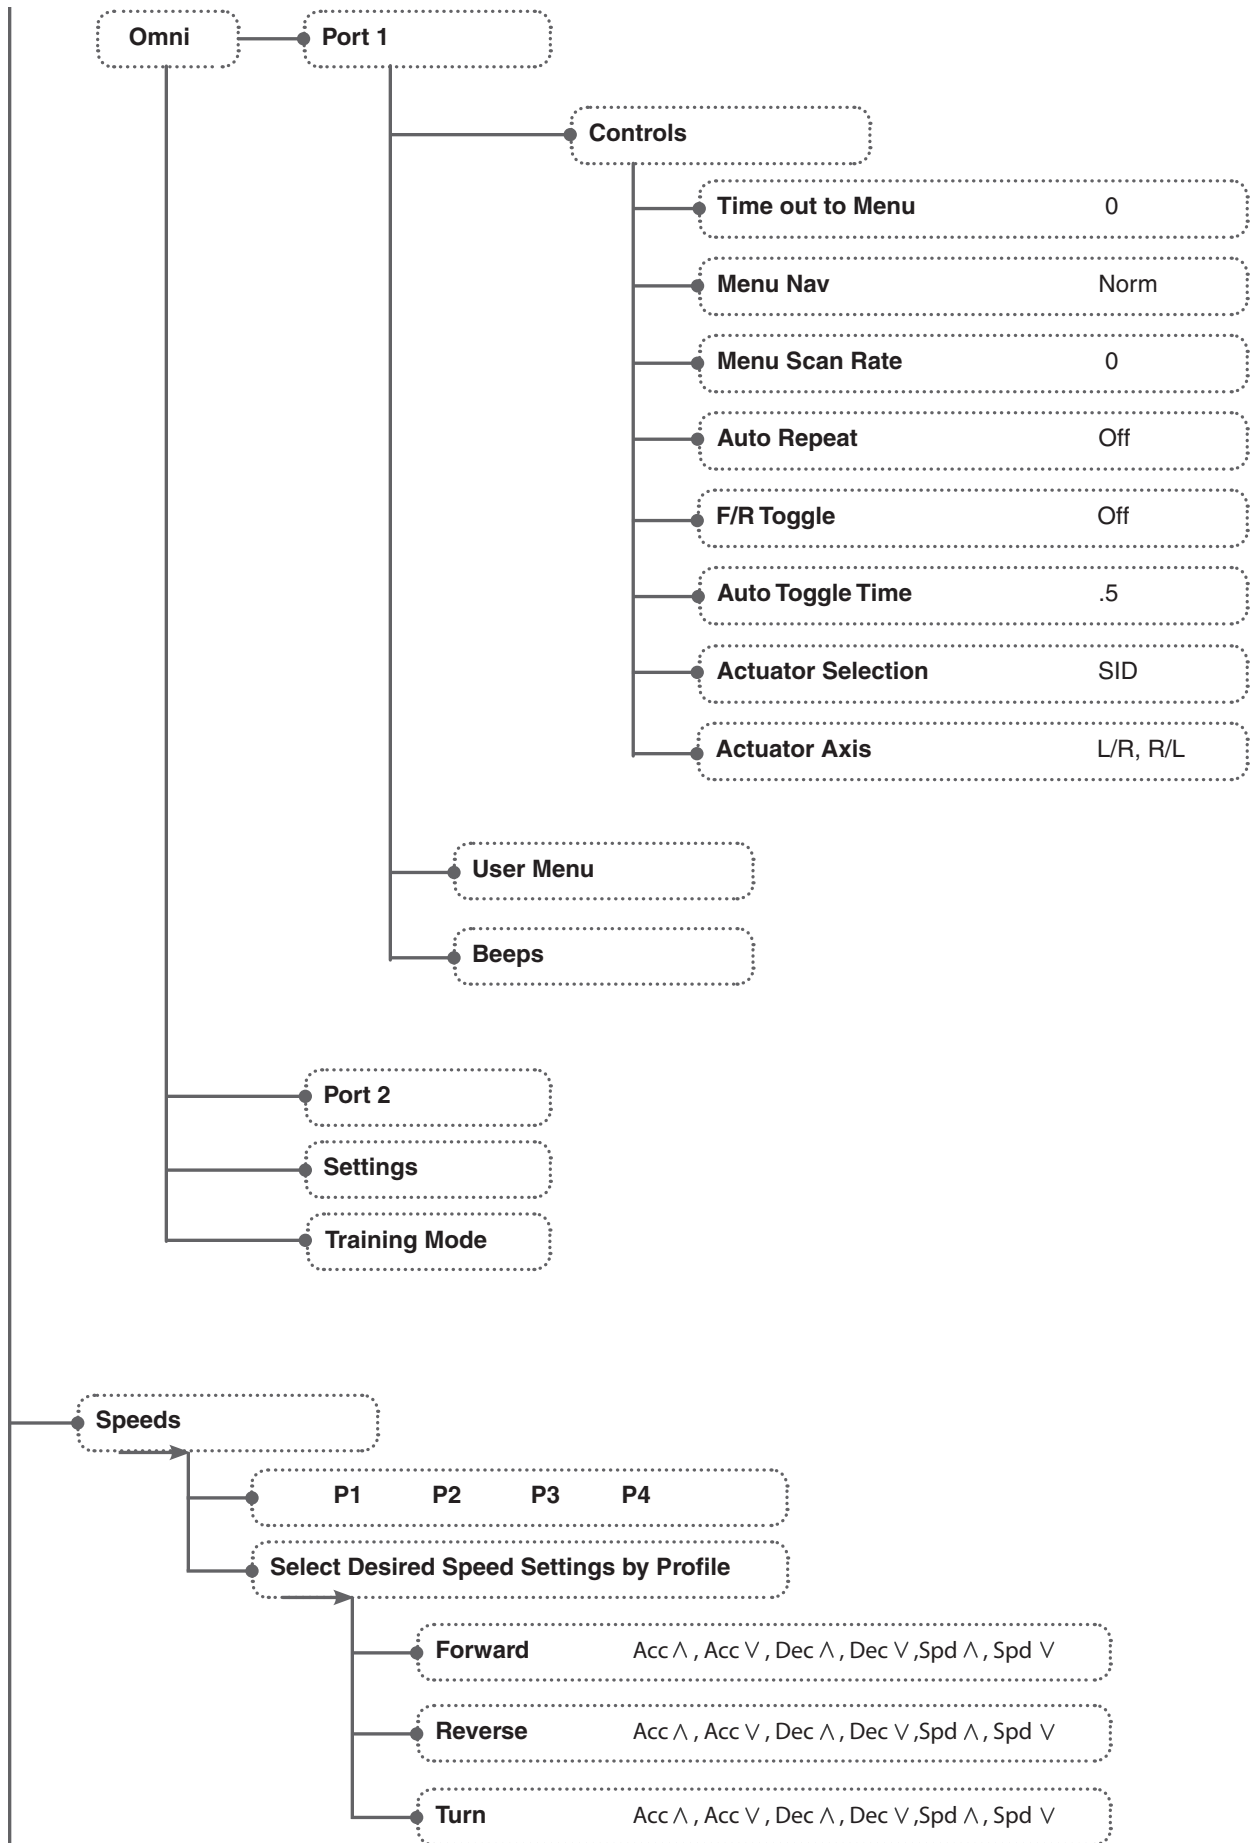 Omni Port 1
Controls
Time out to Menu 0
Menu Nav Norm
Menu Scan Rate 0
Auto Repeat Off
F/R Toggle Off
Auto Toggle Time .5
Actuator Selection SID
Actuator Axis L/R, R/L
User Menu
Beeps
Port 2
Settings
Training Mode
Speeds
P1 P2 P3 P4
Select Desired Speed Settings by Profile
Forward Acc ∧ , Acc ∨ , Dec ∧ , Dec ∨ ,Spd ∧ , Spd ∨
Reverse Acc ∧ , Acc ∨ , Dec ∧ , Dec ∨ ,Spd ∧ , Spd ∨
Turn Acc ∧ , Acc ∨ , Dec ∧ , Dec ∨ ,Spd ∧ , Spd ∨